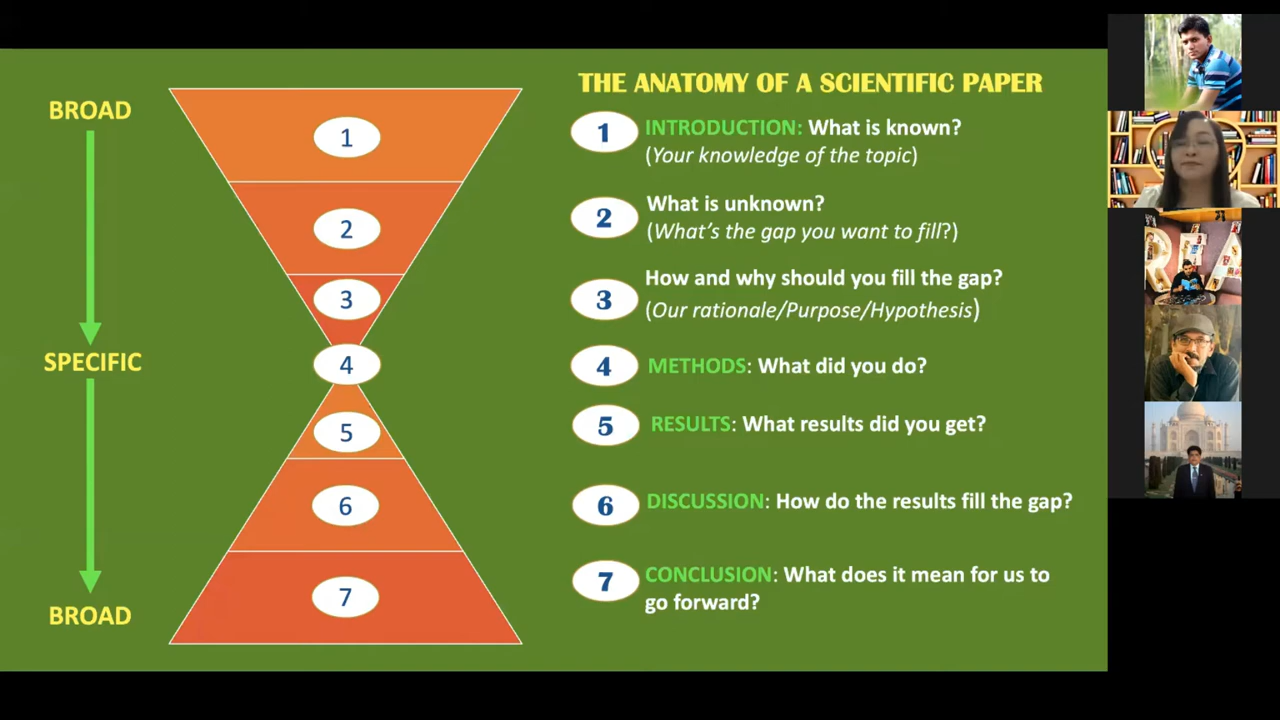 THE ANATOMY OF A SCIENTIFIC PAPER
BROAD
SPECIFIC
BROAD
1
2
3
4
5
6
7
1 INTRODUCTION: What is known?
(Your knowledge of the topic)
2 What is unknown?
(What's the gap you want to fill?)
3 How and why should you fill the gap?
(Our rationale/Purpose/Hypothesis)
4 METHODS: What did you do?
5 RESULTS: What results did you get?
6 DISCUSSION: How do the results fill the gap?
7 CONCLUSION: What does it mean for us to
go forward?